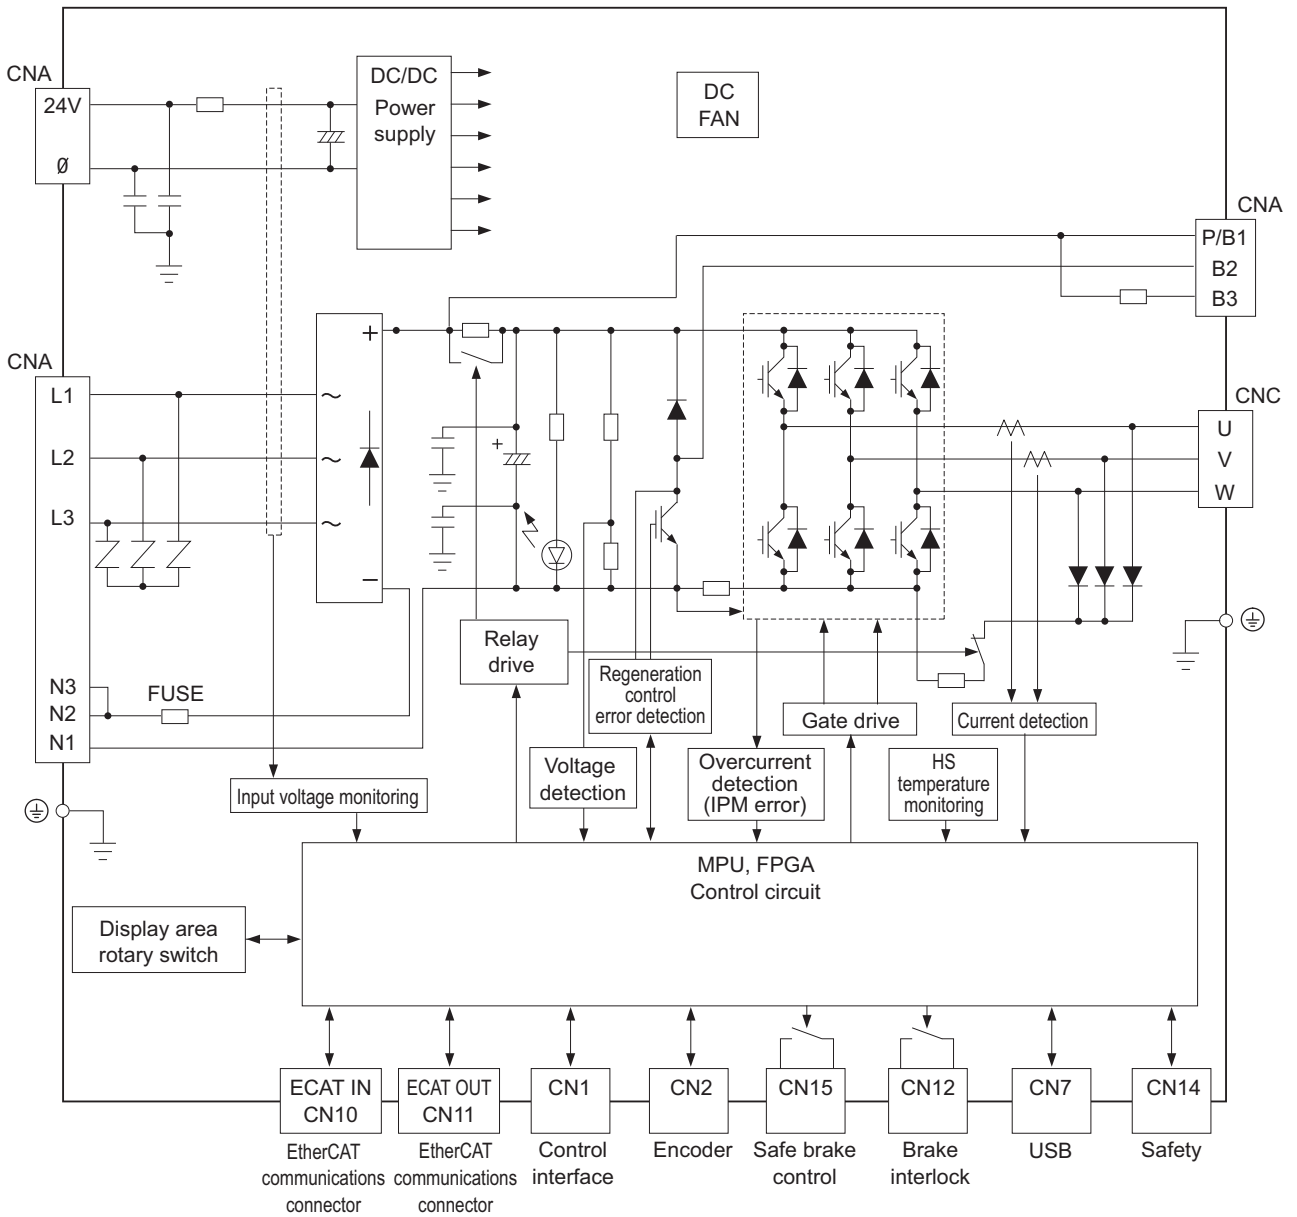 CNA
24V
Ø
DC/DC
Power
supply
DC
FAN
CNA
P/B1
B2
B3
CNA
L1
L2
L3
+
−
+
CNC
U
V
W
N3
N2
N1
FUSE
Relay
drive
Regeneration
control
error detection
Gate drive
Current detection
Input voltage monitoring
Voltage
detection
Overcurrent
detection
(IPM error)
HS
temperature
monitoring
MPU, FPGA
Control circuit
Display area
rotary switch
ECAT IN
CN10
ECAT OUT
CN11
CN1
CN2
CN15
CN12
CN7
CN14
EtherCAT
communications
connector
EtherCAT
communications
connector
Control
interface
Encoder
Safe brake
control
Brake
interlock
USB
Safety